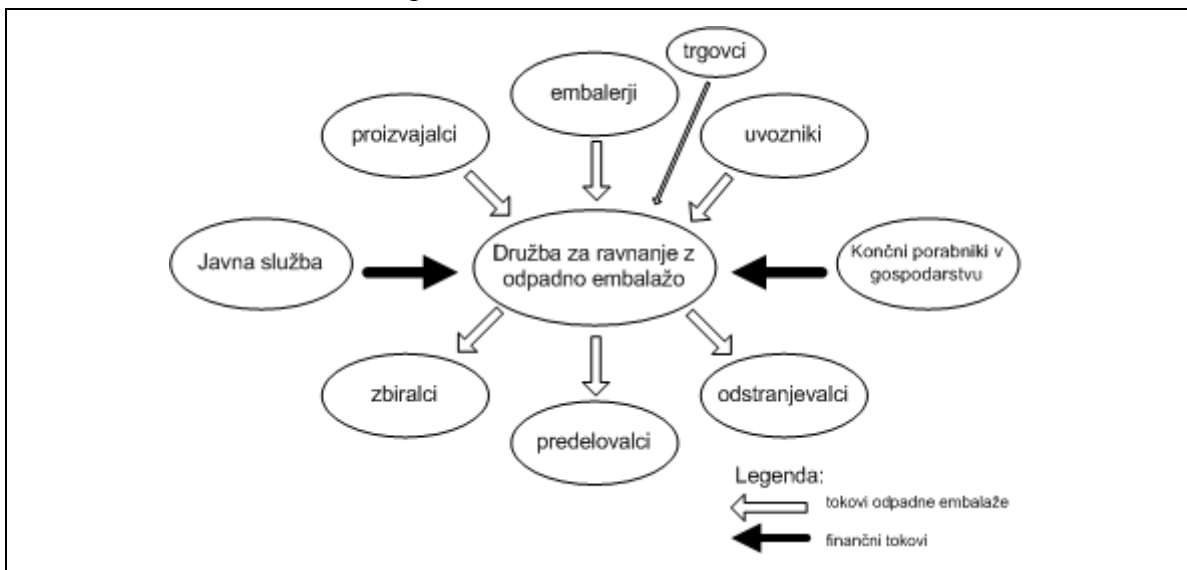 trgovci
embalerji
proizvajalci
uvozniki
Javna služba
Družba za ravnanje z
odpadno embalažo
Končni porabniki v
gospodarstvu
zbiralci
predelovalci
odstranjevalci
Legenda:
tokovi odpadne embalaže
finančni tokovi